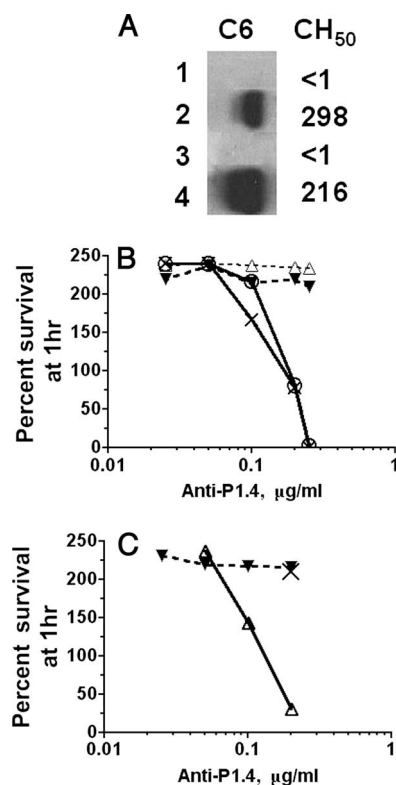 A C6 CH50
1 <1
2 298
3 <1
4 216
B
250
200
150
100
50
0
Percent survival
at 1hr
0.01 0.1 1
Anti-P1.4, µg/ml
C
250
200
150
100
50
0
Percent survival
at 1hr
0.01 0.1 1
Anti-P1.4, µg/ml